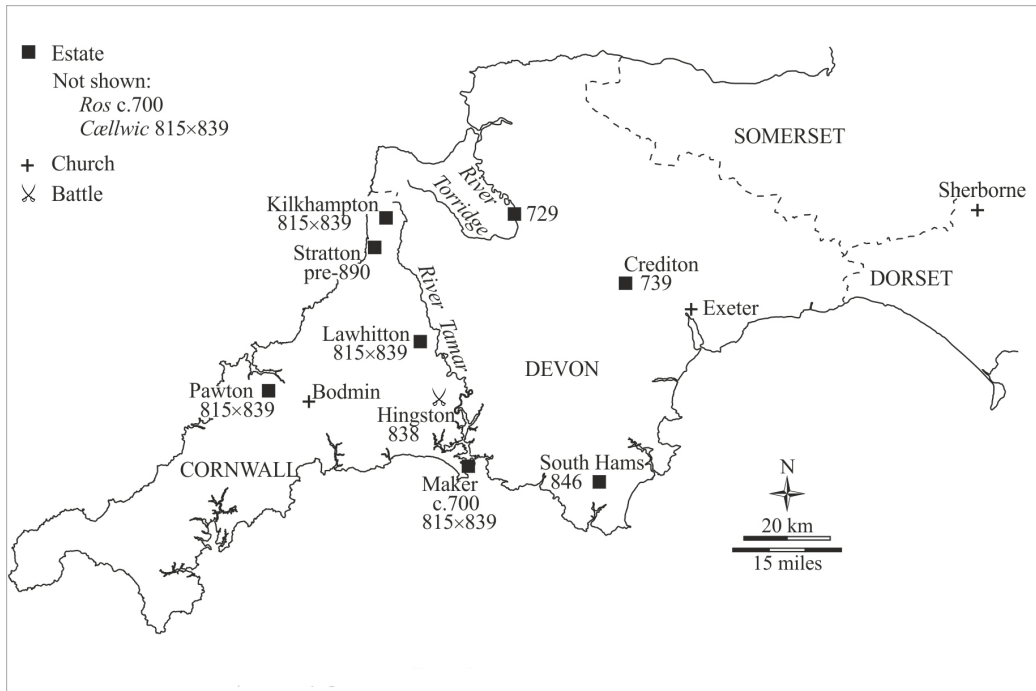 Estate
Not shown:
Ros c.700
Cællwic 815×839
Church
Battle
SOMERSET
Sherborne
River
Torridge
729
Kilkhampton
815×839
Stratton
pre-890
Crediton
739
DORSET
River Tamar
Exeter
Lawhitton
815×839
DEVON
Pawton
815×839
Bodmin
Hingston
838
CORNWALL
Maker
c.700
815×839
South Hams
846
N
20 km
15 miles